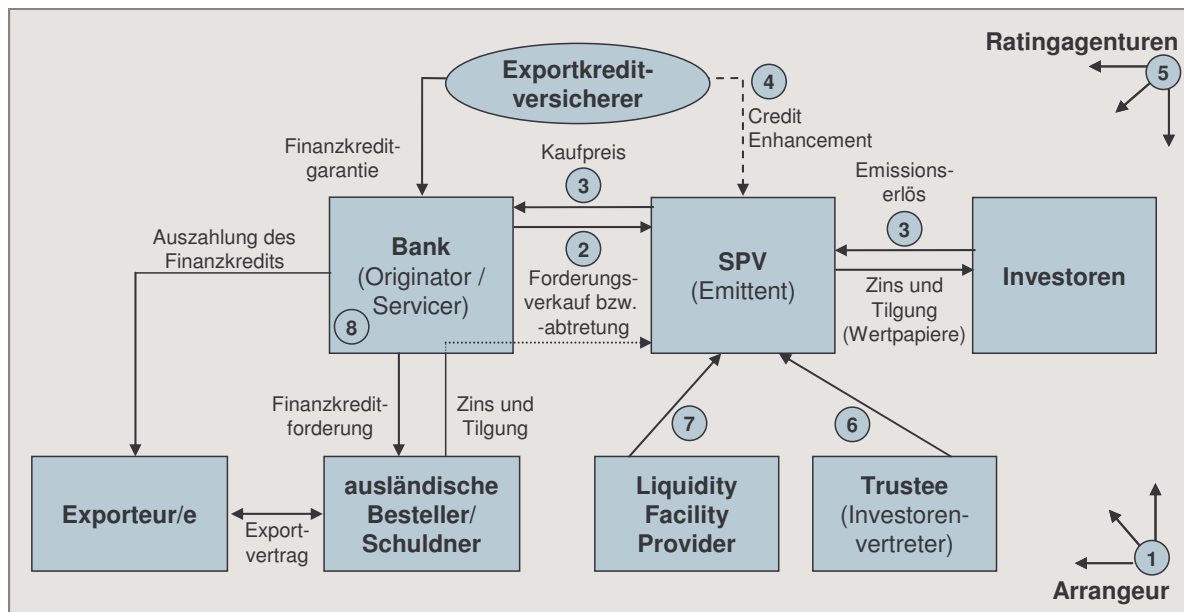 Ratingagenturen
5
Exportkredit-
versicherer
4
Credit
Enhancement
Finanzkredit-
garantie
Kaufpreis
3
Emissions-
erlös
3
Auszahlung des
Finanzkredits
Bank
(Originator /
Servicer)
8
2
Forderungs-
verkauf bzw.
-abtretung
SPV
(Emittent)
Investoren
Zins und
Tilgung
(Wertpapiere)
Finanzkredit-
forderung
Zins und
Tilgung
7
6
Exporteur/e
Export-
vertrag
ausländische
Besteller/
Schuldner
Liquidity
Facility
Provider
Trustee
(Investoren-
vertreter)
1
Arrangeur